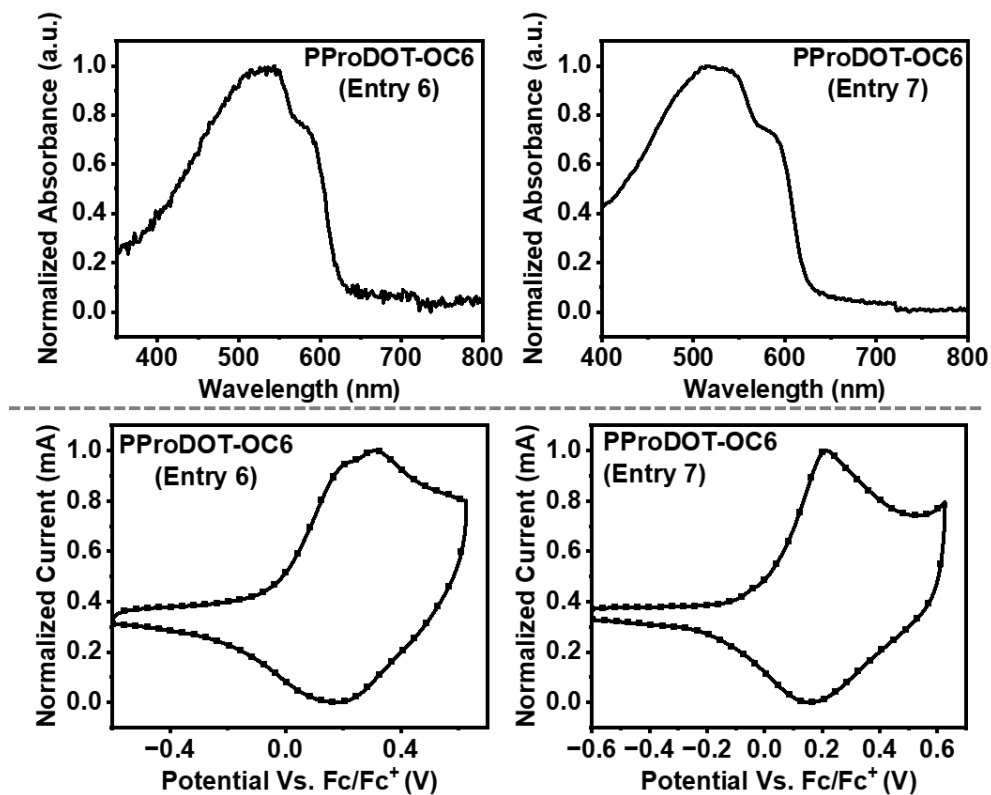 PProDOT-OC6
(Entry 6)
Normalized Absorbance (a.u.)
1.0
0.8
0.6
0.4
0.2
0.0
400 500 600 700 800
Wavelength (nm)
PProDOT-OC6
(Entry 7)
Normalized Absorbance (a.u.)
1.0
0.8
0.6
0.4
0.2
0.0
400 500 600 700 800
Wavelength (nm)
PProDOT-OC6
(Entry 6)
Normalized Current (mA)
1.0
0.8
0.6
0.4
0.2
0.0
−0.4 0.0 0.4
Potential Vs. Fc/Fc⁺ (V)
PProDOT-OC6
(Entry 7)
Normalized Current (mA)
1.0
0.8
0.6
0.4
0.2
0.0
−0.6 −0.4 −0.2 0.0 0.2 0.4 0.6
Potential Vs. Fc/Fc⁺ (V)